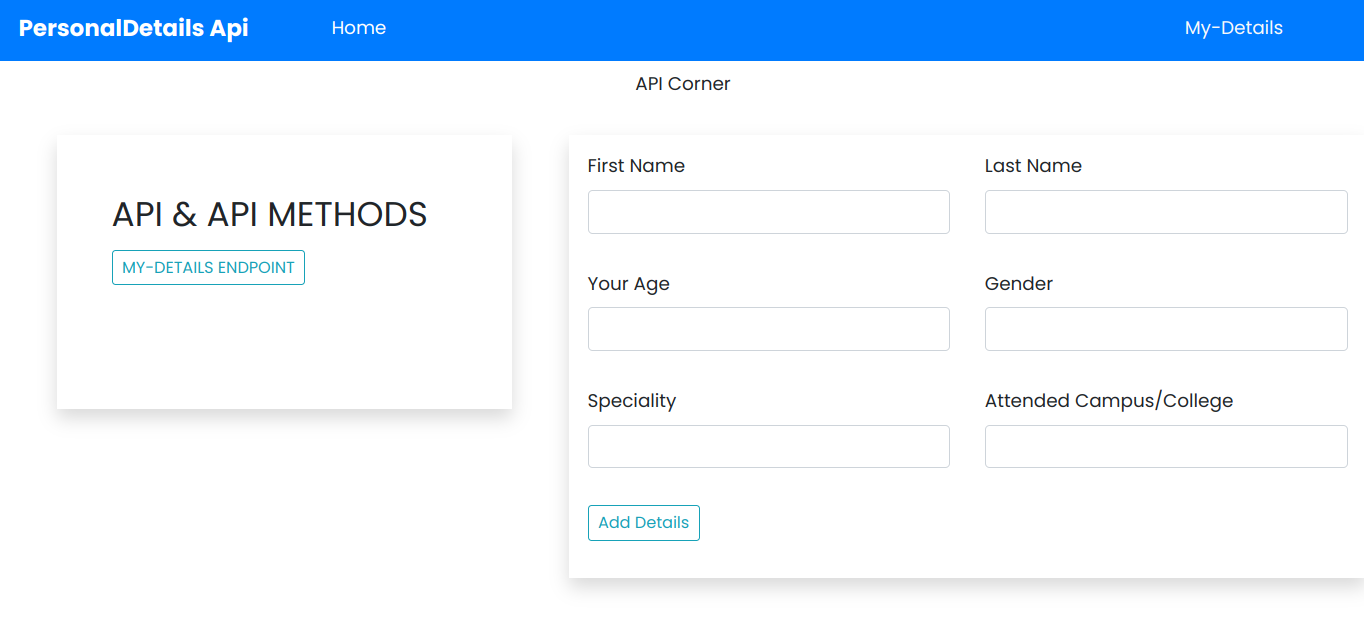 PersonalDetails Api Home My-Details
API Corner
API & API METHODS
MY-DETAILS ENDPOINT
First Name Last Name
Your Age Gender
Speciality Attended Campus/College
Add Details